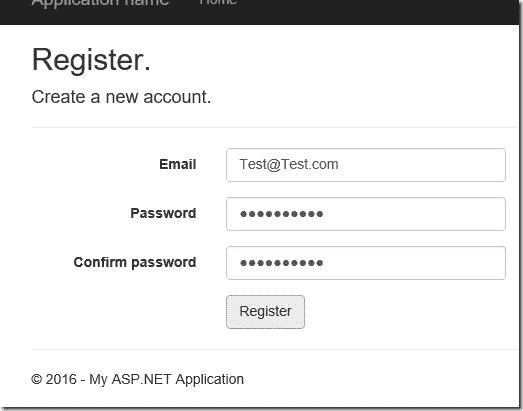 Application name Home
Register.
Create a new account.
Email Test@Test.com
Password ●●●●●●●●●●
Confirm password ●●●●●●●●●●
Register
© 2016 - My ASP.NET Application